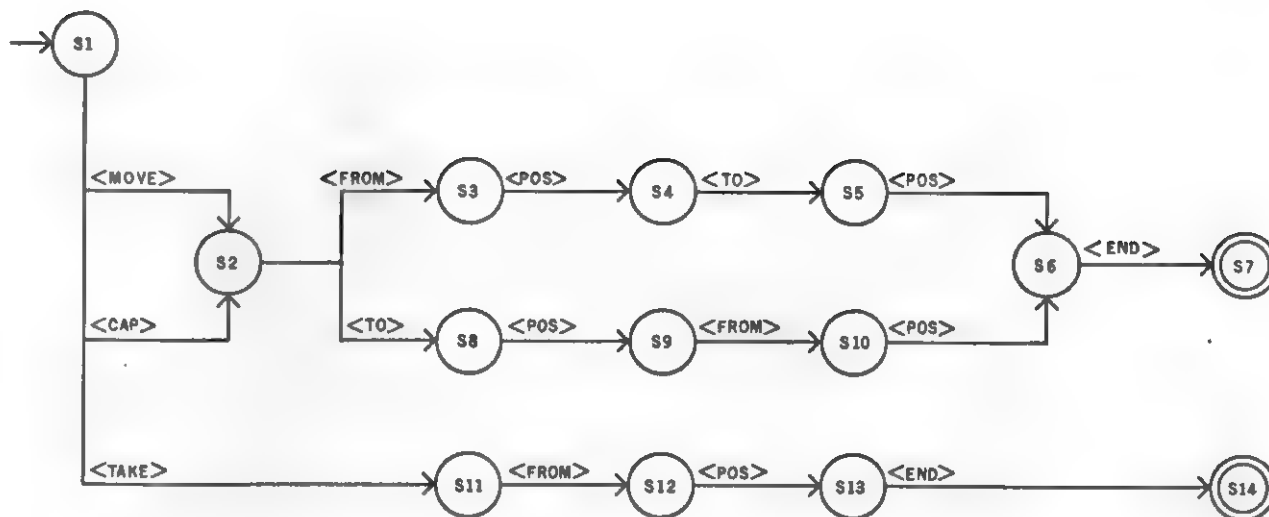 S1
<MOVE>
<FROM> S3 <POS> S4 <TO> S5 <POS>
S2 S6 <END> S7
<CAP> <TO> S8 <POS> S9 <FROM> S10 <POS>
<TAKE> S11 <FROM> S12 <POS> S13 <END> S14